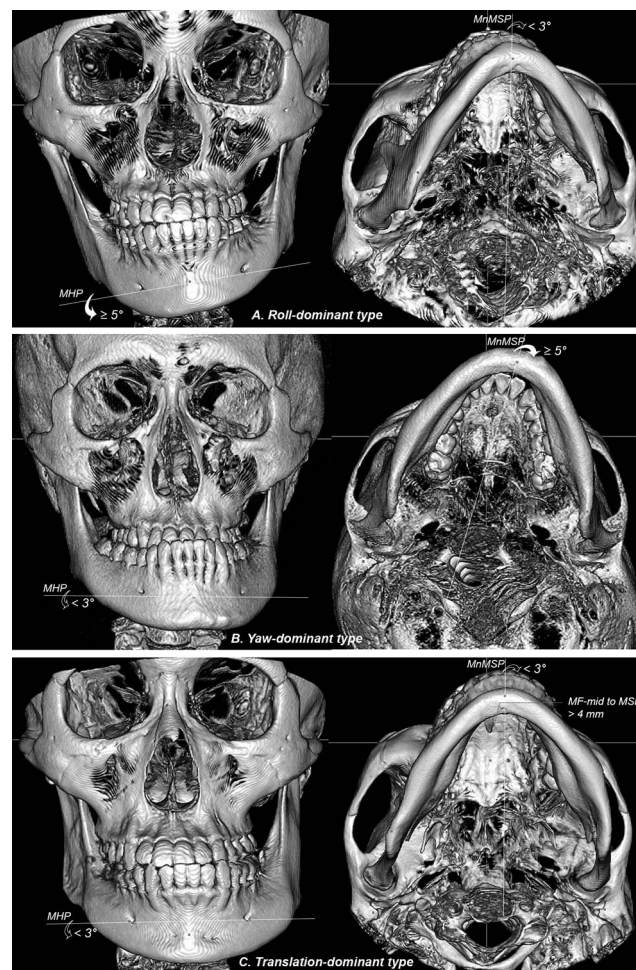 MnMSP
< 3°
MHP
≥ 5°
A. Roll-dominant type
MnMSP
≥ 5°
MHP
< 3°
B. Yaw-dominant type
MnMSP
< 3°
MF-mid to MS
> 4 mm
MHP
< 3°
C. Translation-dominant type